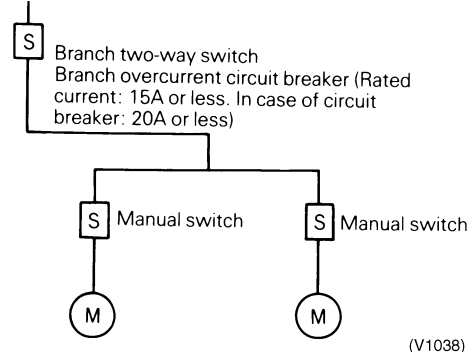 S
Branch two-way switch
Branch overcurrent circuit breaker (Rated
current: 15A or less. In case of circuit
breaker: 20A or less)
S Manual switch
S Manual switch
M
M
(V1038)